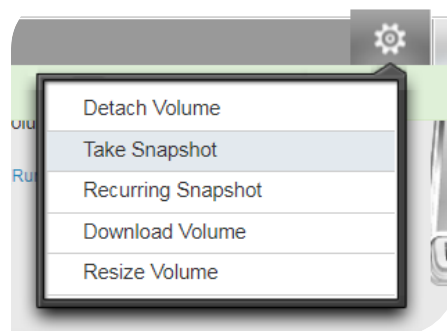 Detach Volume
Take Snapshot
Recurring Snapshot
Download Volume
Resize Volume